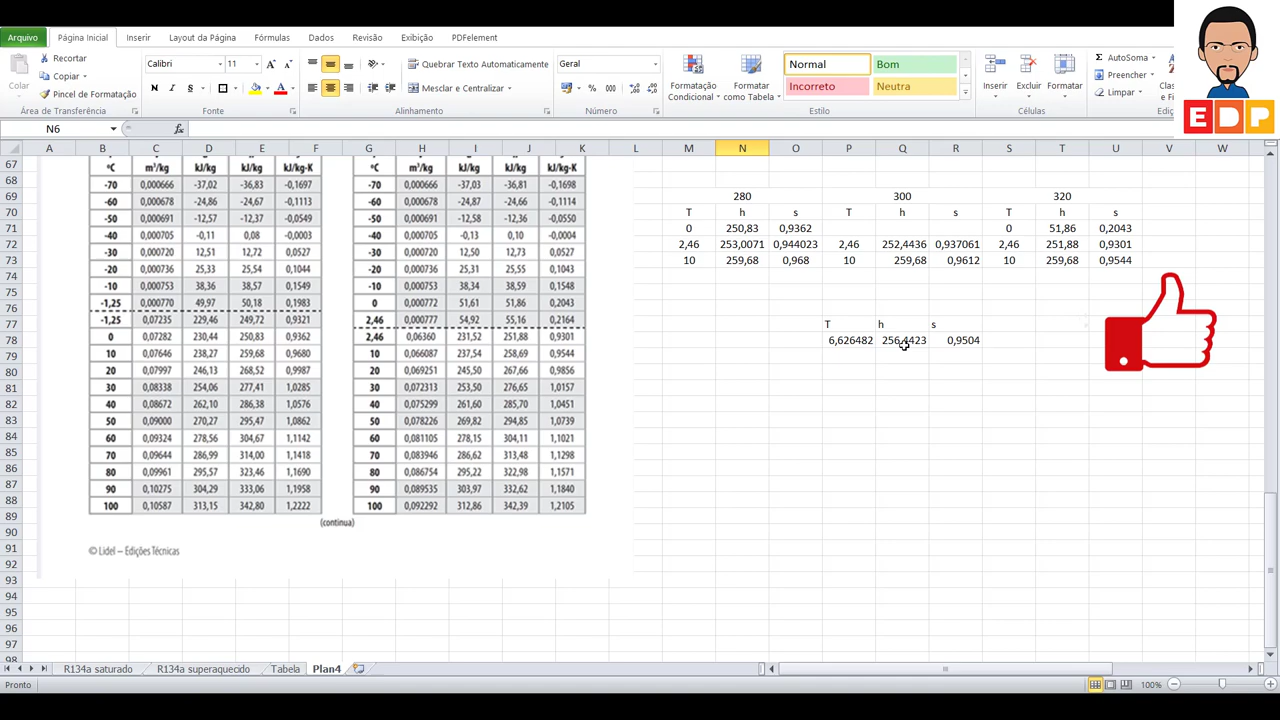 Arquivo Página Inicial Inserir Layout da Página Fórmulas Dados Revisão Exibição PDFelement
Colar
Recortar
Copiar
Pincel de Formatação
Área de Transferência
Calibri 11
N S
Fonte
Quebrar Texto Automaticamente
Mesclar e Centralizar
Alinhamento
Geral
% 000
Número
Formatação Condicional
Formatar como Tabela
Normal Bom
Incorreto Neutra
Estilo
Inserir Excluir Formatar
Células
AutoSoma
Preencher
Limpar
EDP
N6 fx
A B C D E F G H I J K L M N O P Q R S T U V W
67 ºC m³/kg kJ/kg kJ/kg kJ/kg-K ºC m³/kg kJ/kg kJ/kg kJ/kg-K
68 -70 0,000666 -37,02 -36,83 -0,1697 -70 0,000666 -37,03 -36,81 -0,1698
69 -60 0,000678 -24,86 -24,67 -0,1113 -60 0,000678 -24,87 -24,66 -0,1114 280 300 320
70 -50 0,000691 -12,57 -12,37 -0,0549 -50 0,000691 -12,58 -12,36 -0,0550 T h s T h s T h s
71 -40 0,000705 -0,11 0,08 -0,0003 -40 0,000705 -0,13 0,10 -0,0004 0 250,83 0,9362 0 51,86 0,2043
72 -30 0,000720 12,51 12,72 0,0527 -30 0,000720 12,50 12,73 0,0527 2,46 253,0071 0,944023 2,46 252,4436 0,937061 2,46 251,88 0,9301
73 -20 0,000736 25,33 25,54 0,1044 -20 0,000736 25,31 25,55 0,1043 10 259,68 0,968 10 259,68 0,9612 10 259,68 0,9544
74 -10 0,000753 38,36 38,57 0,1549 -10 0,000753 38,34 38,59 0,1548
75
76 -1,25 0,000770 49,97 50,18 0,1983 0 0,000772 51,61 51,86 0,2043
77 -1,25 0,07235 229,46 249,72 0,9321 2,46 0,000777 54,92 55,16 0,2164 T h s
78 0 0,07282 230,44 250,83 0,9362 2,46 0,06360 231,52 251,88 0,9301 6,626482 256,4423 0,9504
79 10 0,07646 238,27 259,68 0,9680 10 0,066087 237,54 258,69 0,9544
80 20 0,07997 246,13 268,52 0,9987 20 0,069251 245,50 267,66 0,9856
81 30 0,08338 254,06 277,41 1,0285 30 0,072313 253,50 276,65 1,0157
82 40 0,08672 262,10 286,38 1,0576 40 0,075299 261,60 285,70 1,0451
83 50 0,09000 270,27 295,47 1,0862 50 0,078226 269,82 294,85 1,0739
84 60 0,09324 278,56 304,67 1,1142 60 0,081105 278,15 304,11 1,1021
85 70 0,09644 286,99 314,00 1,1418 70 0,083946 286,62 313,48 1,1298
86 80 0,09961 295,57 323,46 1,1690 80 0,086754 295,22 322,98 1,1571
87 90 0,10275 304,29 333,06 1,1958 90 0,089535 303,97 332,62 1,1840
88 100 0,10587 313,15 342,80 1,2222 100 0,092292 312,86 342,39 1,2105
89 (continua)
90
91 © Lidel – Edições Técnicas
92
93
94
95
96
97
98
R134a saturado R134a superaquecido Tabela Plan4
Pronto 100%